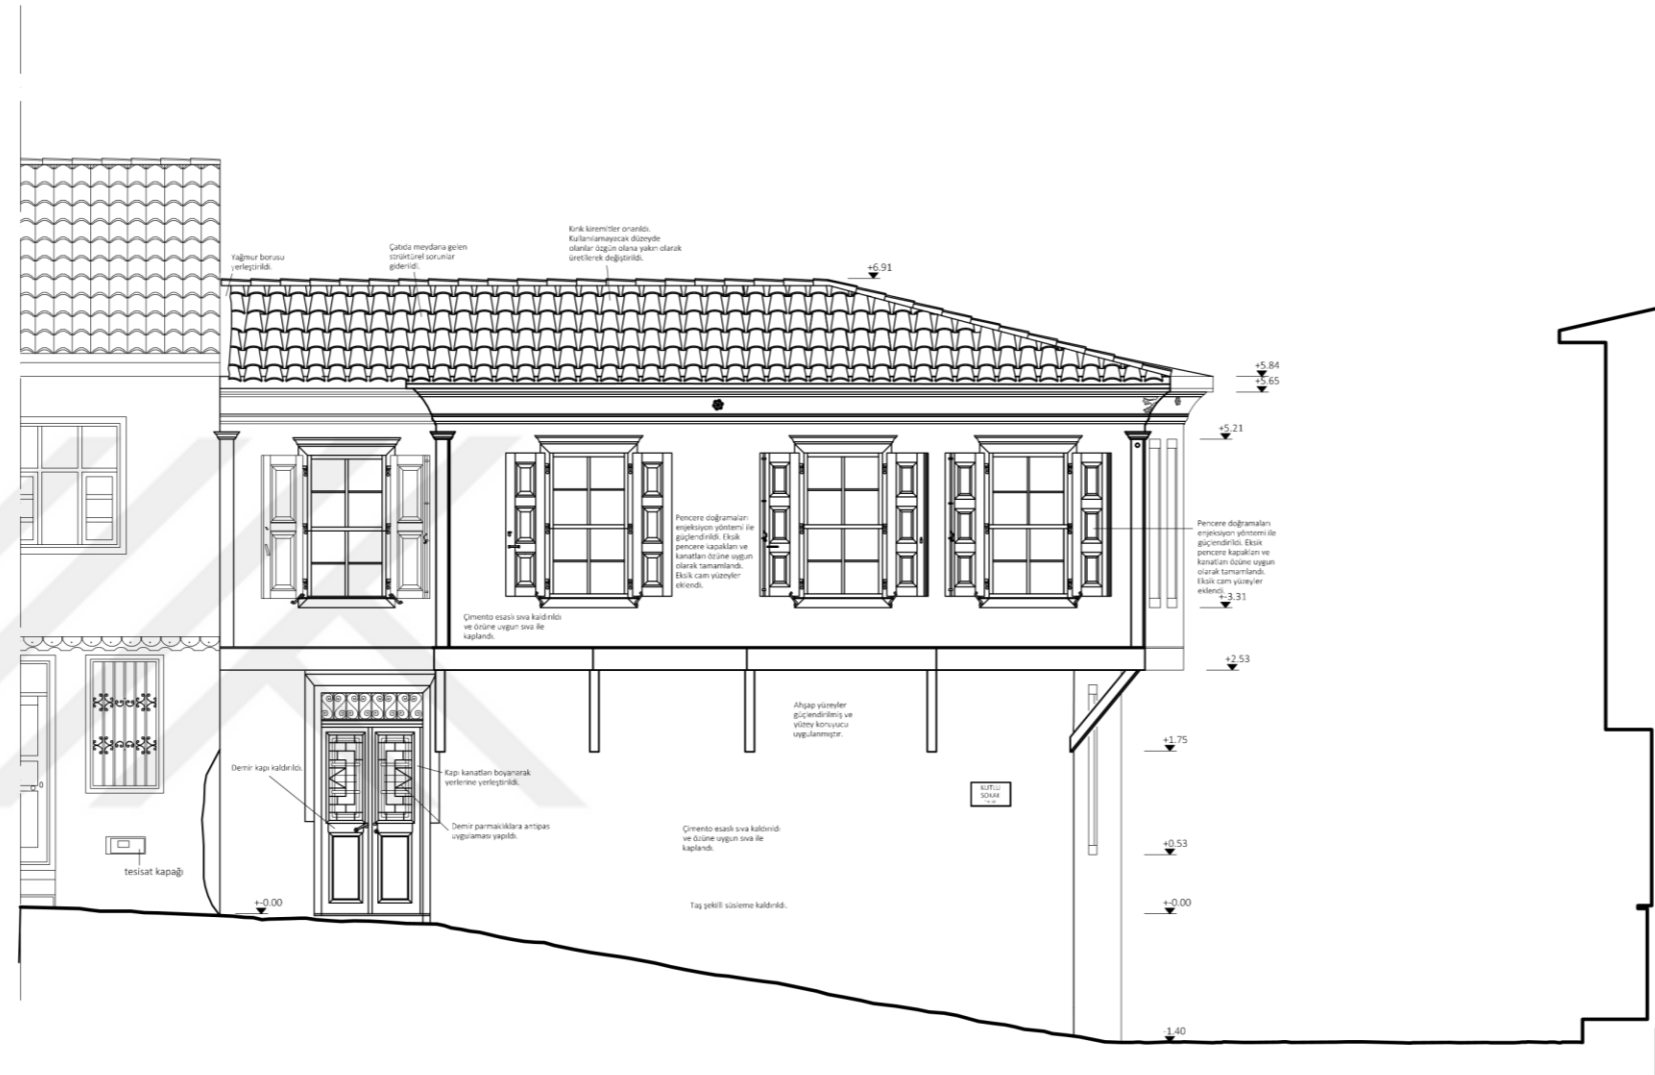 Yağmur borusu
yerleştirildi.
Çatıda meydana gelen
strüktürel sorunlar
giderildi.
Kırık kiremitler onarıldı.
Kullanılamayacak düzeyde
olanlar özgün olana yakın olarak
üretilerek değiştirildi.
+6.91
+5.84
+5.65
+5.21
Pencere doğramaları
enjeksiyon yöntemi ile
güçlendirildi. Eksik
pencere kapakları ve
kanatları özüne uygun
olarak tamamlandı.
Eksik cam yüzeyler
eklendi.
Pencere doğramaları
enjeksiyon yöntemi ile
güçlendirildi. Eksik
pencere kapakları ve
kanatları özüne uygun
olarak tamamlandı.
Eksik cam yüzeyler
eklendi.
+-3.31
Çimento esaslı sıva kaldırıldı
ve özüne uygun sıva ile
kaplandı.
+2.53
Ahşap yüzeyler
güçlendirilmiş ve
yüzey koruyucu
uygulanmıştır.
+1.75
Demir kapı kaldırıldı.
Kapı kanatları boyanarak
yerlerine yerleştirildi.
KUTLU
SOKAK
Demir parmaklıklara antipas
uygulaması yapıldı.
Çimento esaslı sıva kaldırıldı
ve özüne uygun sıva ile
kaplandı.
+0.53
tesisat kapağı
+-0.00
Taş şekilli süsleme kaldırıldı.
+-0.00
-1.40